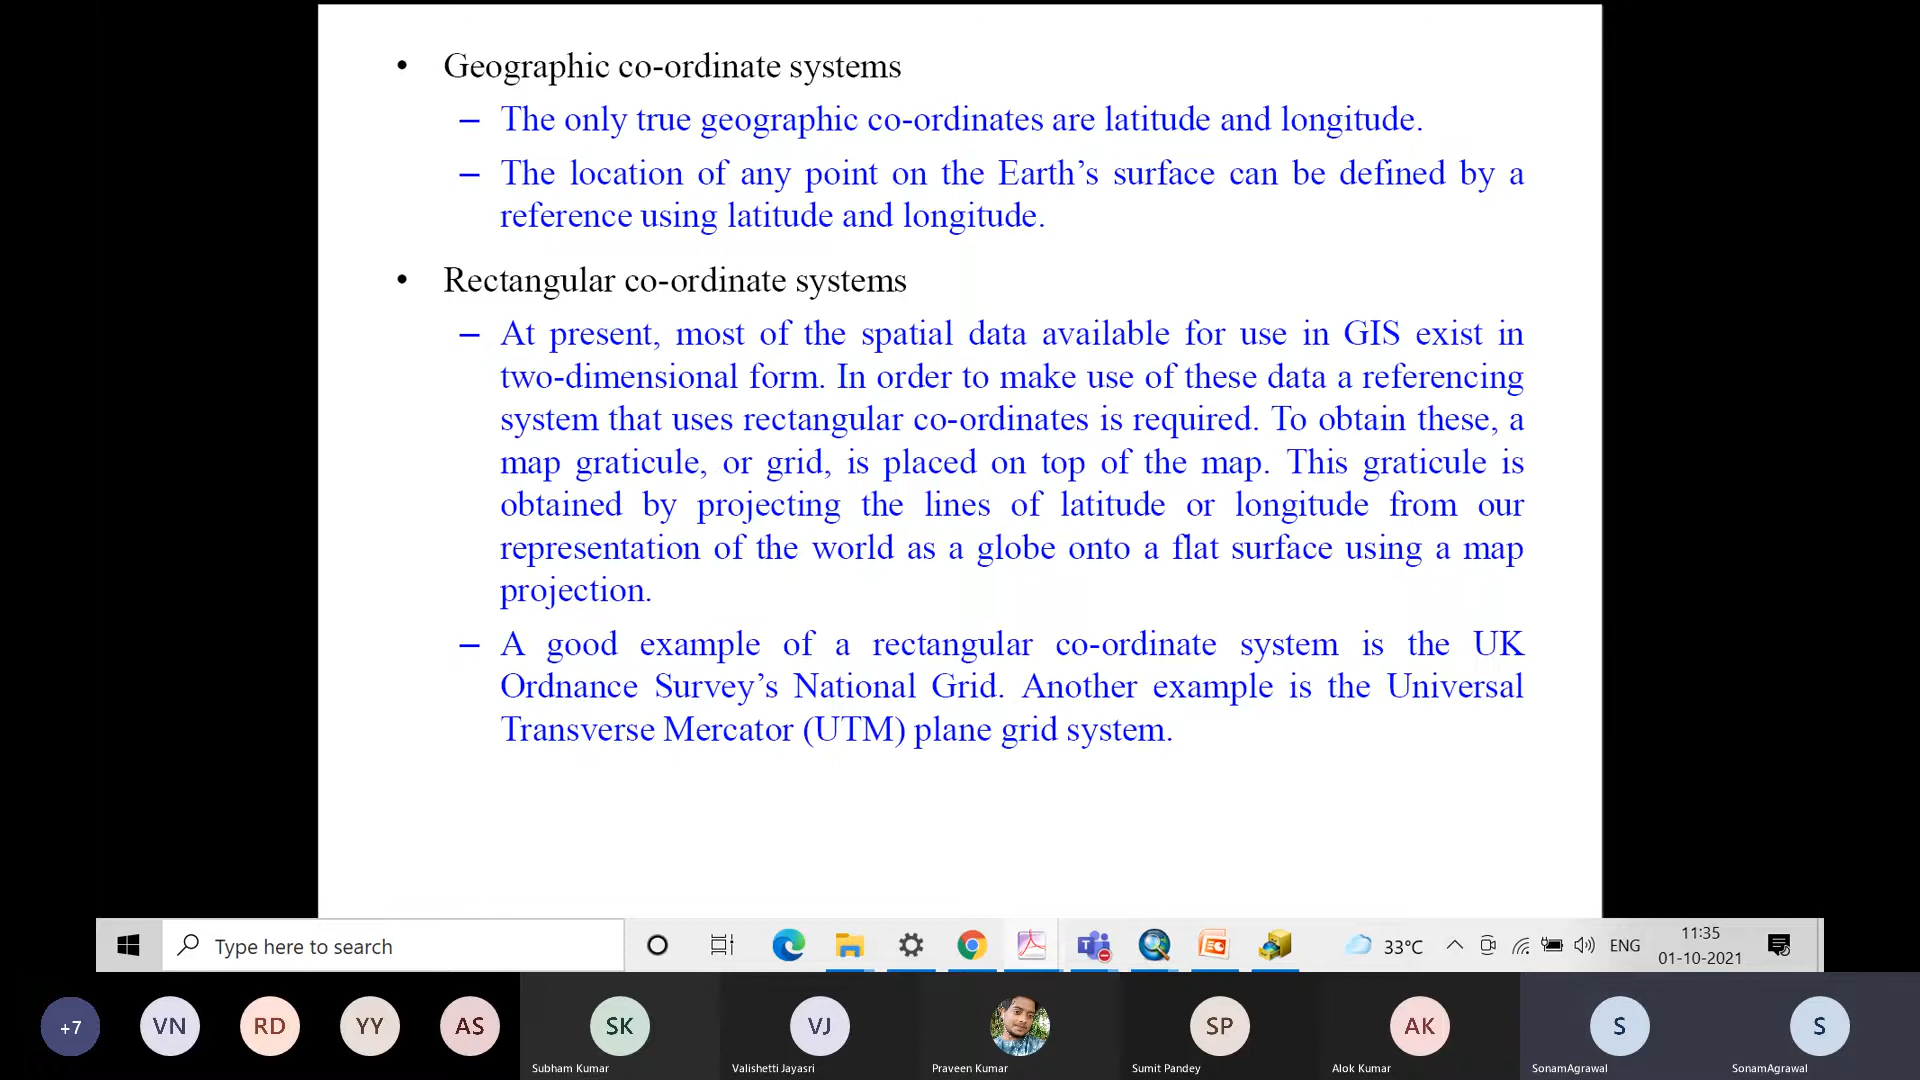 • Geographic co-ordinate systems
– The only true geographic co-ordinates are latitude and longitude.
– The location of any point on the Earth’s surface can be defined by a
reference using latitude and longitude.
• Rectangular co-ordinate systems
– At present, most of the spatial data available for use in GIS exist in
two-dimensional form. In order to make use of these data a referencing
system that uses rectangular co-ordinates is required. To obtain these, a
map graticule, or grid, is placed on top of the map. This graticule is
obtained by projecting the lines of latitude or longitude from our
representation of the world as a globe onto a flat surface using a map
projection.
– A good example of a rectangular co-ordinate system is the UK
Ordnance Survey’s National Grid. Another example is the Universal
Transverse Mercator (UTM) plane grid system.
Type here to search
33°C
ENG
11:35
01-10-2021
+7
VN
RD
YY
AS
SK
VJ
SP
AK
S
S
Subham Kumar
Valishetti Jayasri
Praveen Kumar
Sumit Pandey
Alok Kumar
SonamAgrawal
SonamAgrawal